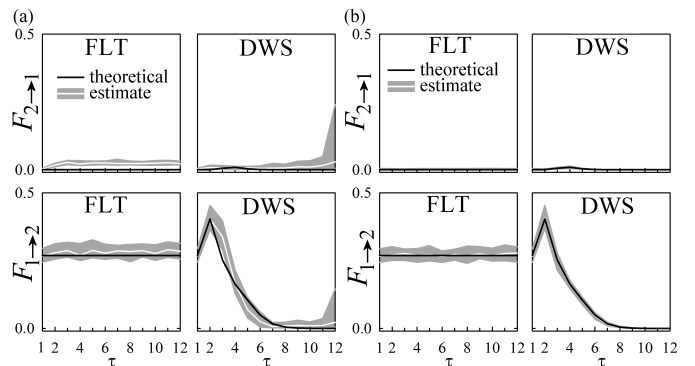 (a)
(b)
0.5
FLT
DWS
theoretical
estimate
F2→1
0.0
0.5
FLT
DWS
F1→2
0.0
1 2 4 6 8 10 12
τ
1 2 4 6 8 10 12
τ
0.5
FLT
DWS
theoretical
estimate
F2→1
0.0
0.5
FLT
DWS
F1→2
0.0
1 2 4 6 8 10 12
τ
1 2 4 6 8 10 12
τ